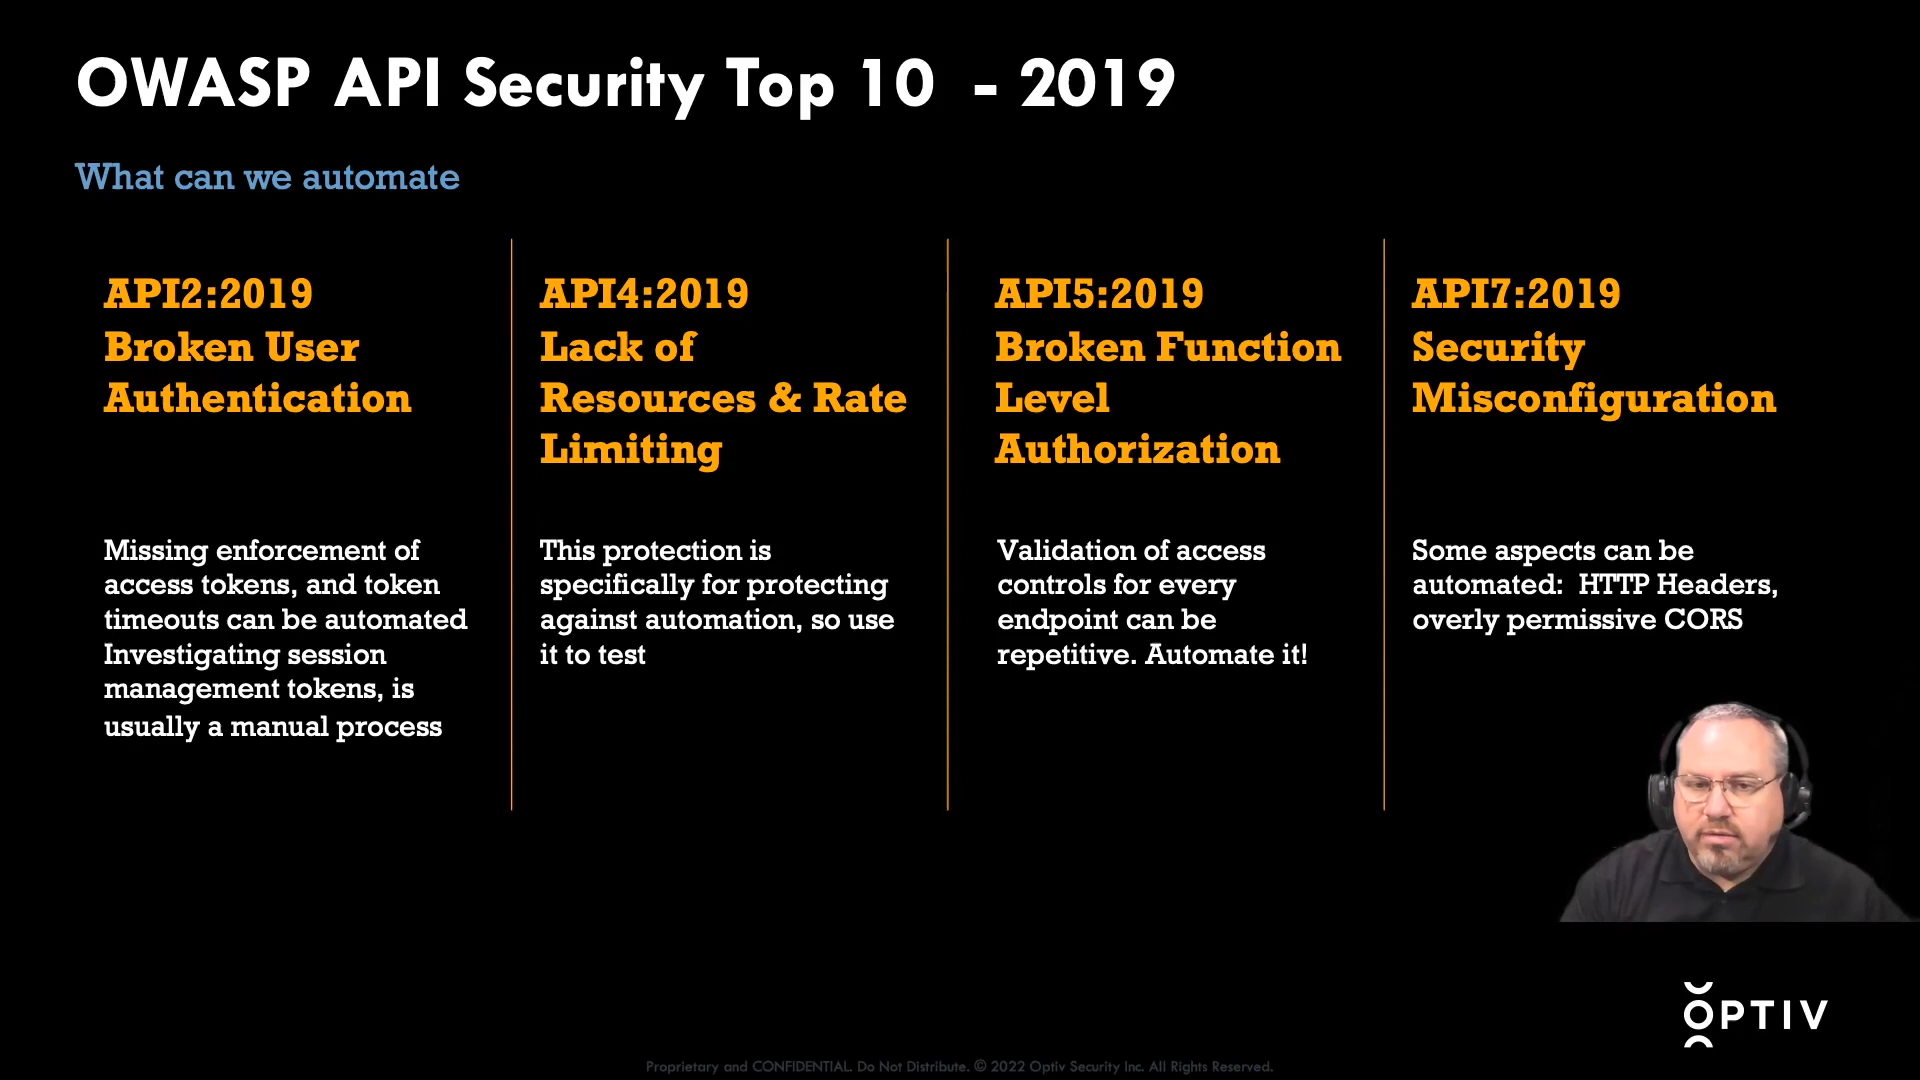 OWASP API Security Top 10 - 2019
What can we automate
API2:2019
Broken User
Authentication
Missing enforcement of
access tokens, and token
timeouts can be automated
Investigating session
management tokens, is
usually a manual process
API4:2019
Lack of
Resources & Rate
Limiting
This protection is
specifically for protecting
against automation, so use
it to test
API5:2019
Broken Function
Level
Authorization
Validation of access
controls for every
endpoint can be
repetitive. Automate it!
API7:2019
Security
Misconfiguration
Some aspects can be
automated: HTTP Headers,
overly permissive CORS
OPTIV
Proprietary and CONFIDENTIAL. Do Not Distribute. © 2022 Optiv Security Inc. All Rights Reserved.